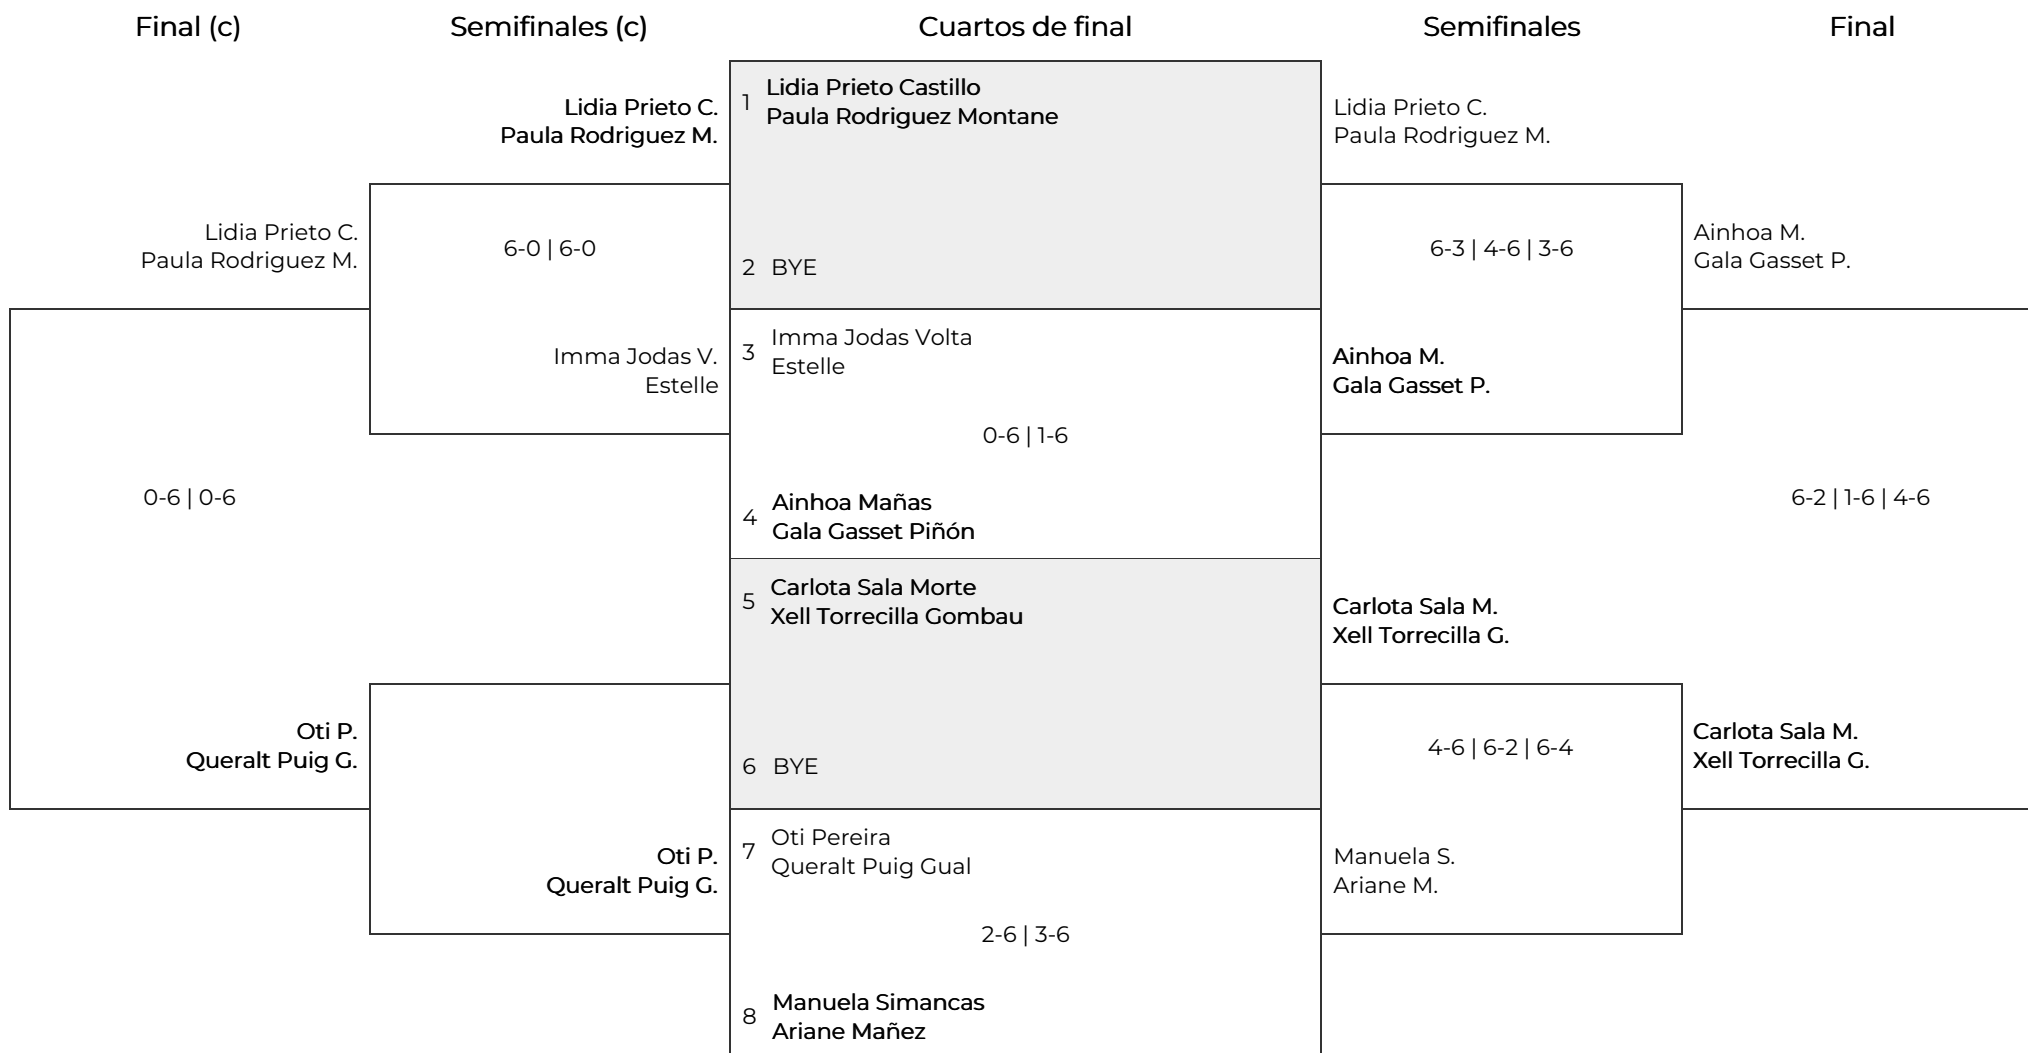 Final (c)
Semifinales (c)
Cuartos de final
Semifinales
Final
Lidia Prieto C.
Paula Rodriguez M.
6-0 | 6-0
Imma Jodas V.
Estelle
Lidia Prieto C.
Paula Rodriguez M.
0-6 | 0-6
Oti P.
Queralt Puig G.
Oti P.
Queralt Puig G.
1 Lidia Prieto Castillo
Paula Rodriguez Montane
2 BYE
3 Imma Jodas Volta
Estelle
0-6 | 1-6
4 Ainhoa Mañas
Gala Gasset Piñón
5 Carlota Sala Morte
Xell Torrecilla Gombau
6 BYE
7 Oti Pereira
Queralt Puig Gual
2-6 | 3-6
8 Manuela Simancas
Ariane Mañez
Lidia Prieto C.
Paula Rodriguez M.
6-3 | 4-6 | 3-6
Ainhoa M.
Gala Gasset P.
Carlota Sala M.
Xell Torrecilla G.
4-6 | 6-2 | 6-4
Manuela S.
Ariane M.
Ainhoa M.
Gala Gasset P.
6-2 | 1-6 | 4-6
Carlota Sala M.
Xell Torrecilla G.